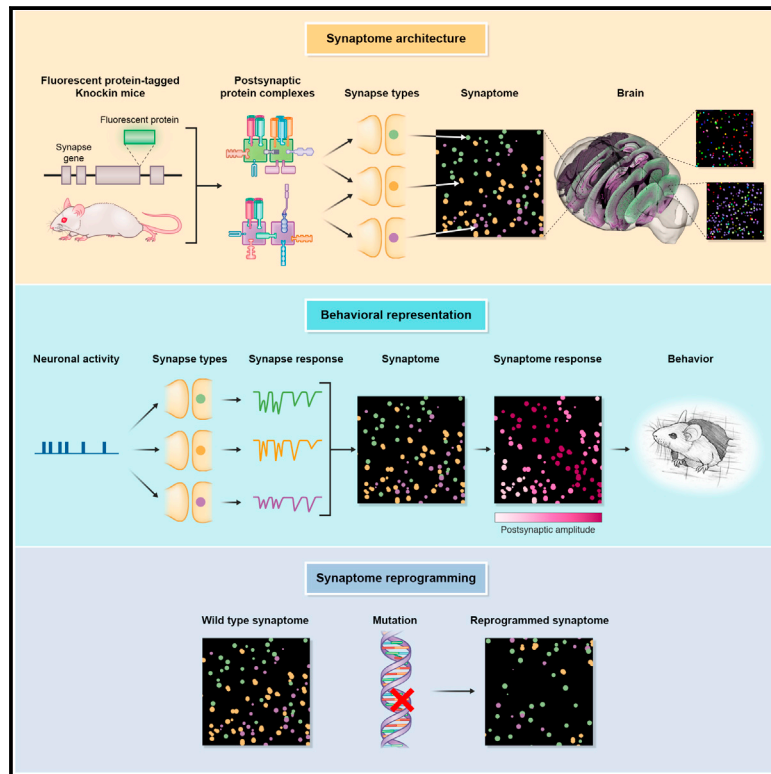 Synaptome architecture
Fluorescent protein-tagged
Knockin mice
Postsynaptic
protein complexes
Synapse types
Synaptome
Brain
Fluorescent protein
Synapse
gene
Behavioral representation
Neuronal activity
Synapse types
Synapse response
Synaptome
Synaptome response
Behavior
Postsynaptic amplitude
Synaptome reprogramming
Wild type synaptome
Mutation
Reprogrammed synaptome